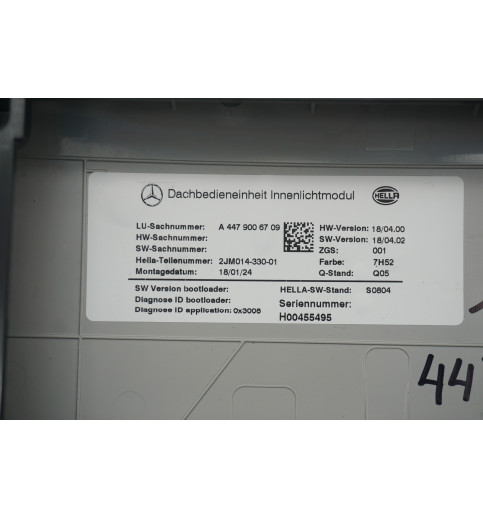 Dachbedieneinheit Innenlichtmodul
HELLA
LU-Sachnummer: A 447 900 67 09 HW-Version: 18/04.00
HW-Sachnummer: SW-Version: 18/04.02
SW-Sachnummer: ZGS: 001
Hella-Teilenummer: 2JM014-330-01 Farbe: 7H52
Montagedatum: 18/01/24 Q-Stand: Q05
SW Version bootloader: HELLA-SW-Stand: S0804
Diagnose ID bootloader: Seriennummer:
Diagnose ID application: 0x3006 H00455495
44